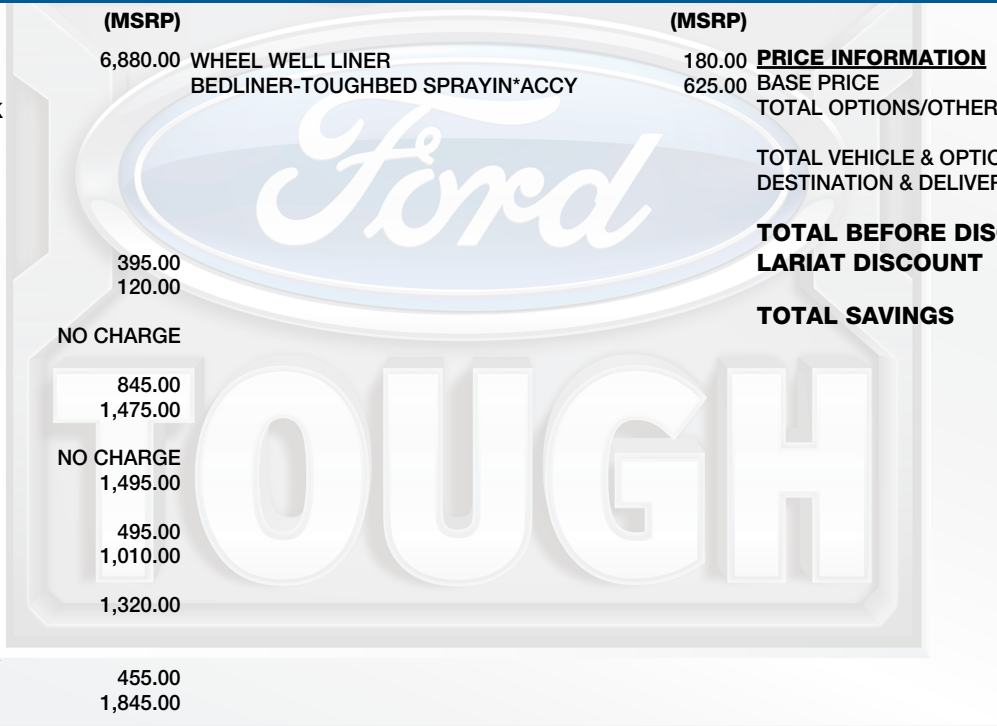 (MSRP)
6,880.00
395.00
120.00
NO CHARGE
845.00
1,475.00
NO CHARGE
1,495.00
495.00
1,010.00
1,320.00
455.00
1,845.00
(MSRP)
WHEEL WELL LINER 180.00
BEDLINER-TOUGHBED SPRAYIN*ACCY 625.00
PRICE INFORMATION
BASE PRICE
TOTAL OPTIONS/OTHER
TOTAL VEHICLE & OPTIO
DESTINATION & DELIVER
TOTAL BEFORE DIS
LARIAT DISCOUNT
TOTAL SAVINGS
Ford
TOUGH